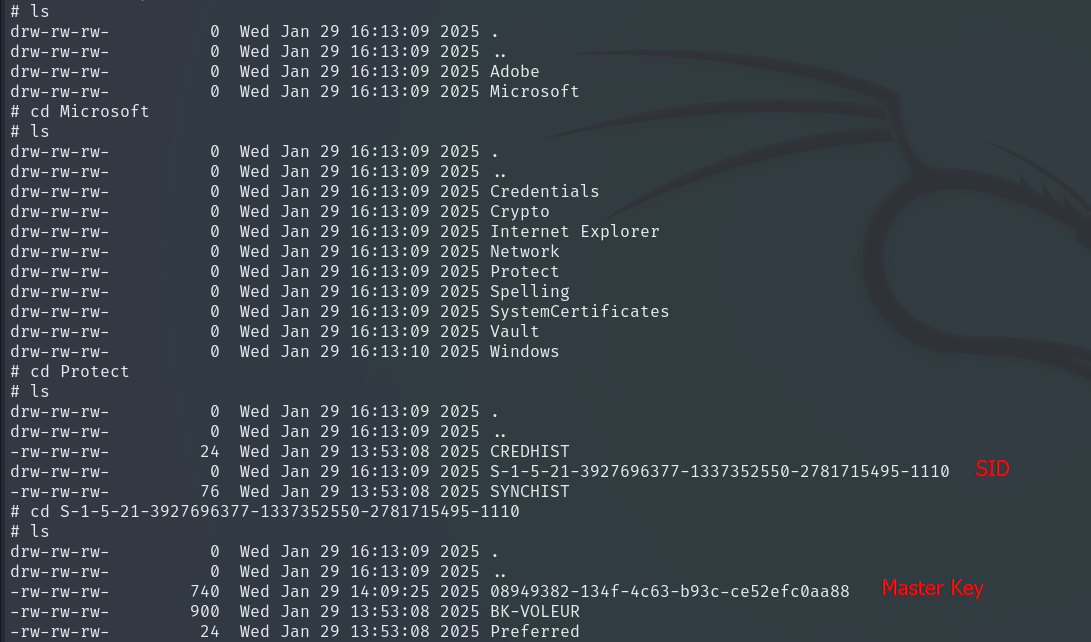 # ls
drw-rw-rw-          0  Wed Jan 29 16:13:09 2025 .
drw-rw-rw-          0  Wed Jan 29 16:13:09 2025 ..
drw-rw-rw-          0  Wed Jan 29 16:13:09 2025 Adobe
drw-rw-rw-          0  Wed Jan 29 16:13:09 2025 Microsoft
# cd Microsoft
# ls
drw-rw-rw-          0  Wed Jan 29 16:13:09 2025 .
drw-rw-rw-          0  Wed Jan 29 16:13:09 2025 ..
drw-rw-rw-          0  Wed Jan 29 16:13:09 2025 Credentials
drw-rw-rw-          0  Wed Jan 29 16:13:09 2025 Crypto
drw-rw-rw-          0  Wed Jan 29 16:13:09 2025 Internet Explorer
drw-rw-rw-          0  Wed Jan 29 16:13:09 2025 Network
drw-rw-rw-          0  Wed Jan 29 16:13:09 2025 Protect
drw-rw-rw-          0  Wed Jan 29 16:13:09 2025 Spelling
drw-rw-rw-          0  Wed Jan 29 16:13:09 2025 SystemCertificates
drw-rw-rw-          0  Wed Jan 29 16:13:09 2025 Vault
drw-rw-rw-          0  Wed Jan 29 16:13:10 2025 Windows
# cd Protect
# ls
drw-rw-rw-          0  Wed Jan 29 16:13:09 2025 .
drw-rw-rw-          0  Wed Jan 29 16:13:09 2025 ..
-rw-rw-rw-         24  Wed Jan 29 13:53:08 2025 CREDHIST
drw-rw-rw-          0  Wed Jan 29 16:13:09 2025 S-1-5-21-3927696377-1337352550-2781715495-1110 SID
-rw-rw-rw-         76  Wed Jan 29 13:53:08 2025 SYNCHIST
# cd S-1-5-21-3927696377-1337352550-2781715495-1110
# ls
drw-rw-rw-          0  Wed Jan 29 16:13:09 2025 .
drw-rw-rw-          0  Wed Jan 29 16:13:09 2025 ..
-rw-rw-rw-        740  Wed Jan 29 14:09:25 2025 08949382-134f-4c63-b93c-ce52efc0aa88 Master Key
-rw-rw-rw-        900  Wed Jan 29 13:53:08 2025 BK-VOLEUR
-rw-rw-rw-         24  Wed Jan 29 13:53:08 2025 Preferred